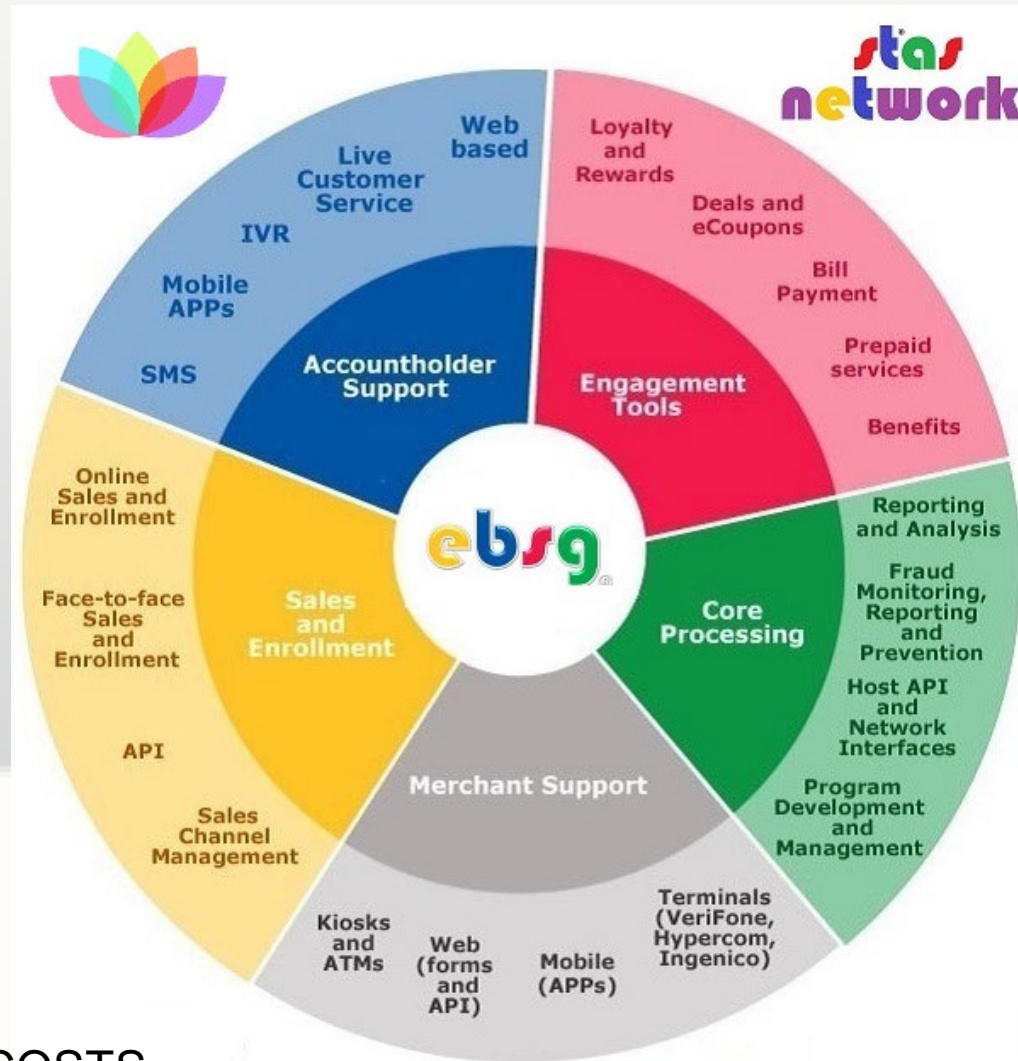 stas
network
Web
based
Live
Customer
Service
IVR
Mobile
APPs
SMS
Accountholder
Support
Loyalty
and
Rewards
Deals and
eCoupons
Bill
Payment
Prepaid
services
Benefits
Engagement
Tools
Reporting
and Analysis
Fraud
Monitoring,
Reporting
and
Prevention
Host API
and
Network
Interfaces
Program
Development
and
Management
Core
Processing
ebsg
Online
Sales and
Enrollment
Face-to-face
Sales
and
Enrollment
API
Sales
Channel
Management
Sales
and
Enrollment
Merchant Support
Kiosks
and
ATMs
Web
(forms
and
API)
Mobile
(APPs)
Terminals
(VeriFone,
Hypercom,
Ingenico)
COSTS